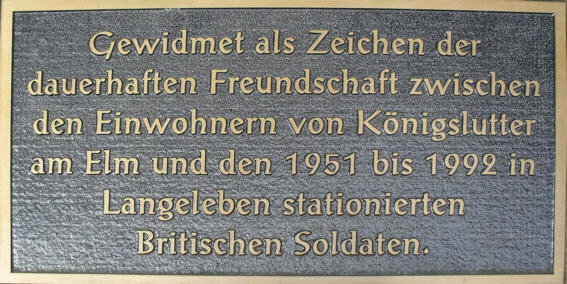 Gewidmet als Zeichen der
dauerhaften Freundschaft zwischen
den Einwohnern von Königslutter
am Elm und den 1951 bis 1992 in
Langeleben stationierten
Britischen Soldaten.